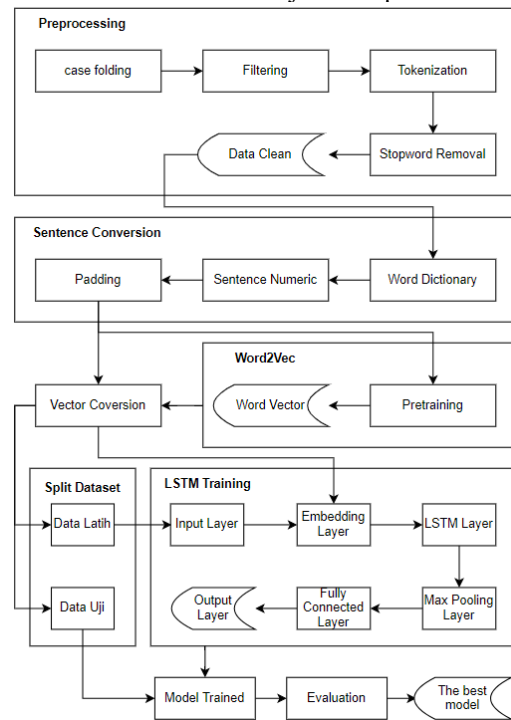 Preprocessing
case folding
Filtering
Tokenization
Data Clean
Stopword Removal
Sentence Conversion
Padding
Sentence Numeric
Word Dictionary
Word2Vec
Vector Coversion
Word Vector
Pretraining
Split Dataset
LSTM Training
Data Latih
Input Layer
Embedding
Layer
LSTM Layer
Data Uji
Output
Layer
Fully
Connected
Layer
Max Pooling
Layer
Model Trained
Evaluation
The best
model